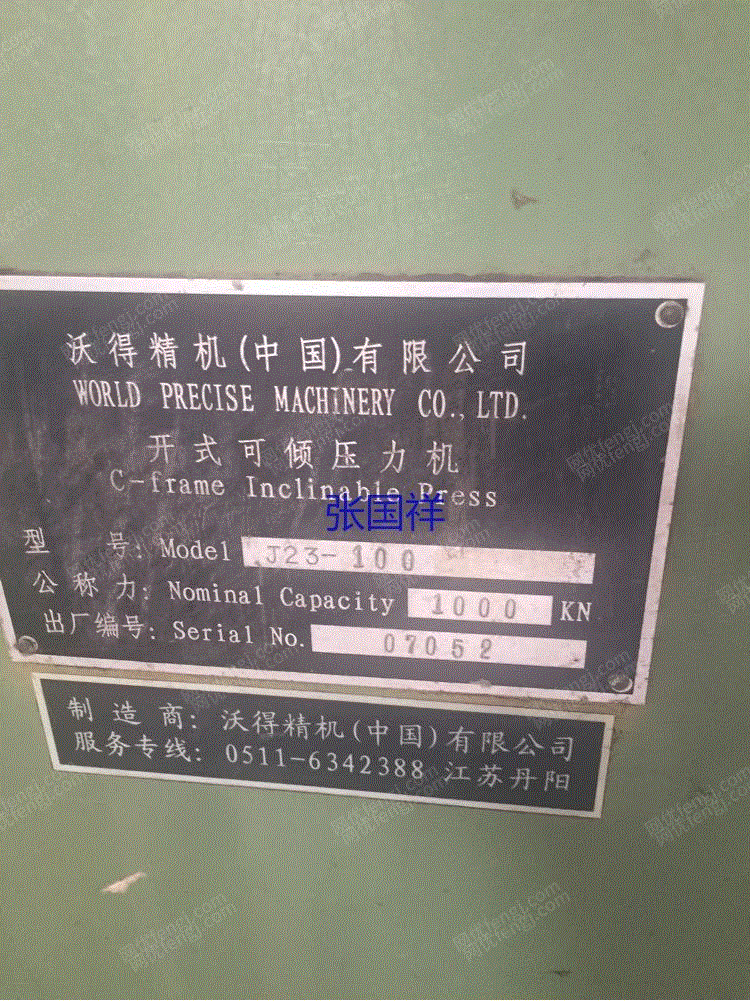 沃得精机(中国)有限公司
WORLD PRECISE MACHINERY CO., LTD.
开式可倾压力机
C-frame Inclinable Press
张国祥
型 号: Model J23-100
公称力: Nominal Capacity 1000 KN
出厂编号: Serial No. 07052
制造商: 沃得精机(中国)有限公司
服务专线: 0511-6342388 江苏丹阳